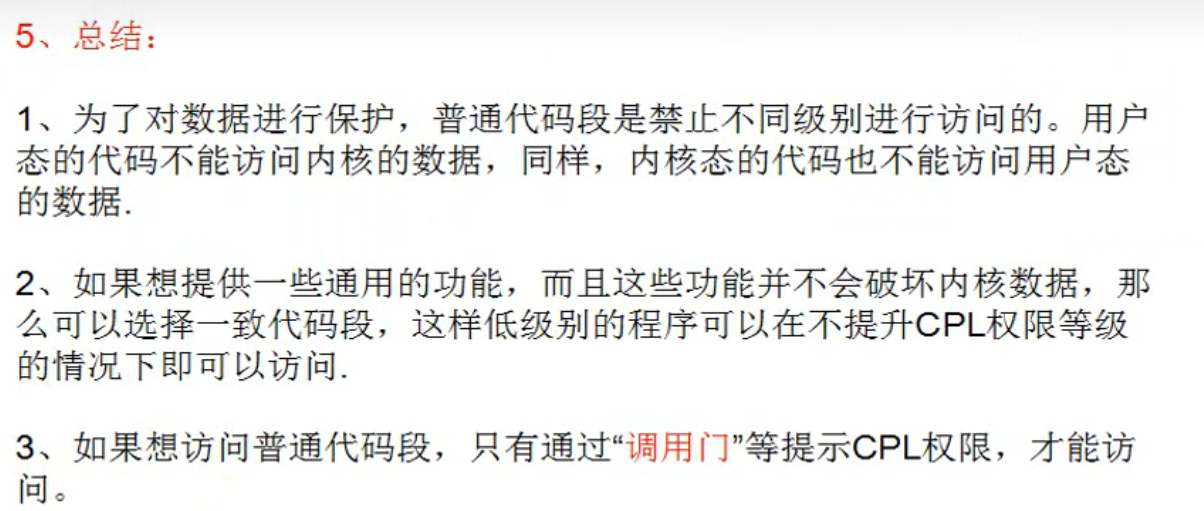 5、总结：
1、为了对数据进行保护，普通代码段是禁止不同级别进行访问的。用户
态的代码不能访问内核的数据，同样，内核态的代码也不能访问用户态
的数据.
2、如果想提供一些通用的功能，而且这些功能并不会破坏内核数据，那
么可以选择一致代码段，这样低级别的程序可以在不提升CPL权限等级
的情况下即可以访问.
3、如果想访问普通代码段，只有通过“调用门”等提示CPL权限，才能访
问。